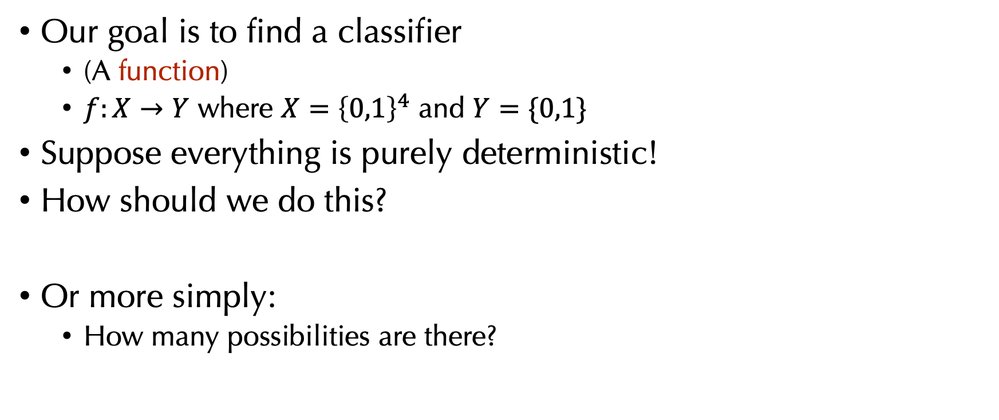 • Our goal is to find a classifier
• (A function)
• f: X → Y where X = {0,1}⁴ and Y = {0,1}
• Suppose everything is purely deterministic!
• How should we do this?
• Or more simply:
• How many possibilities are there?